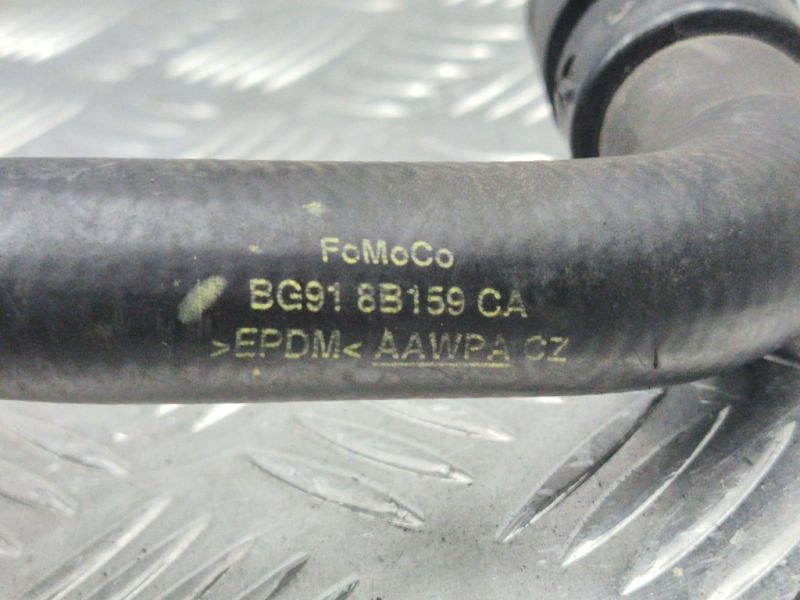 FoMoCo
BG91 8B159 CA
>EPDM< AAWPA CZ